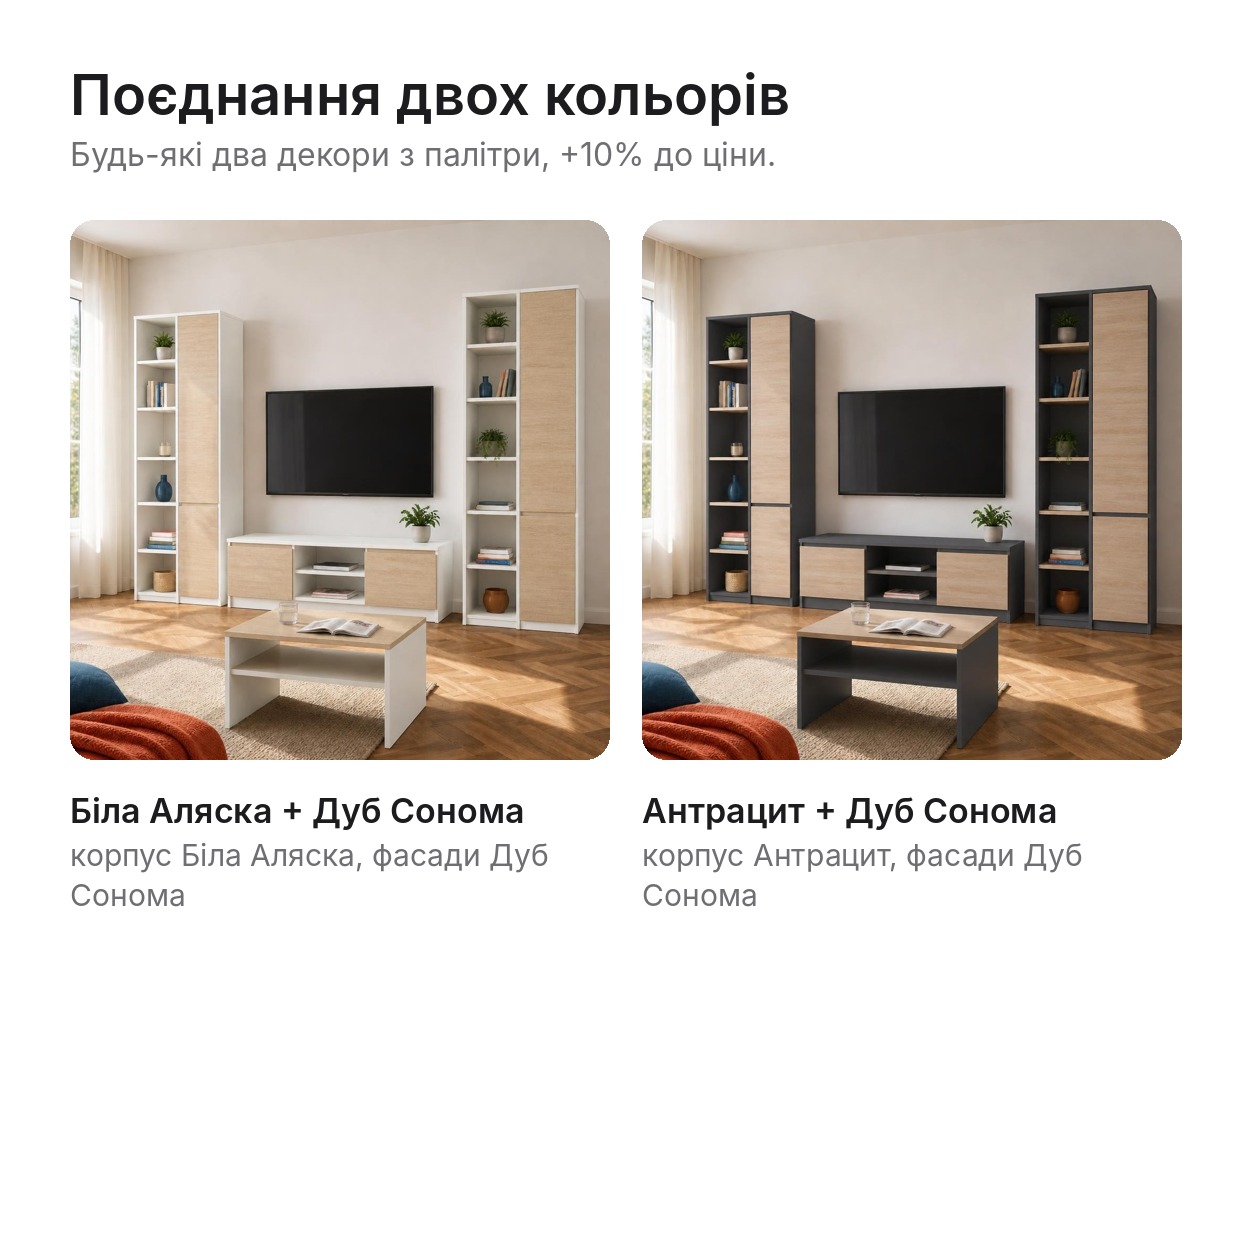 Поєднання двох кольорів
Будь-які два декори з палітри, +10% до ціни.
Біла Аляска + Дуб Сонома
корпус Біла Аляска, фасади Дуб
Сонома
Антрацит + Дуб Сонома
корпус Антрацит, фасади Дуб
Сонома